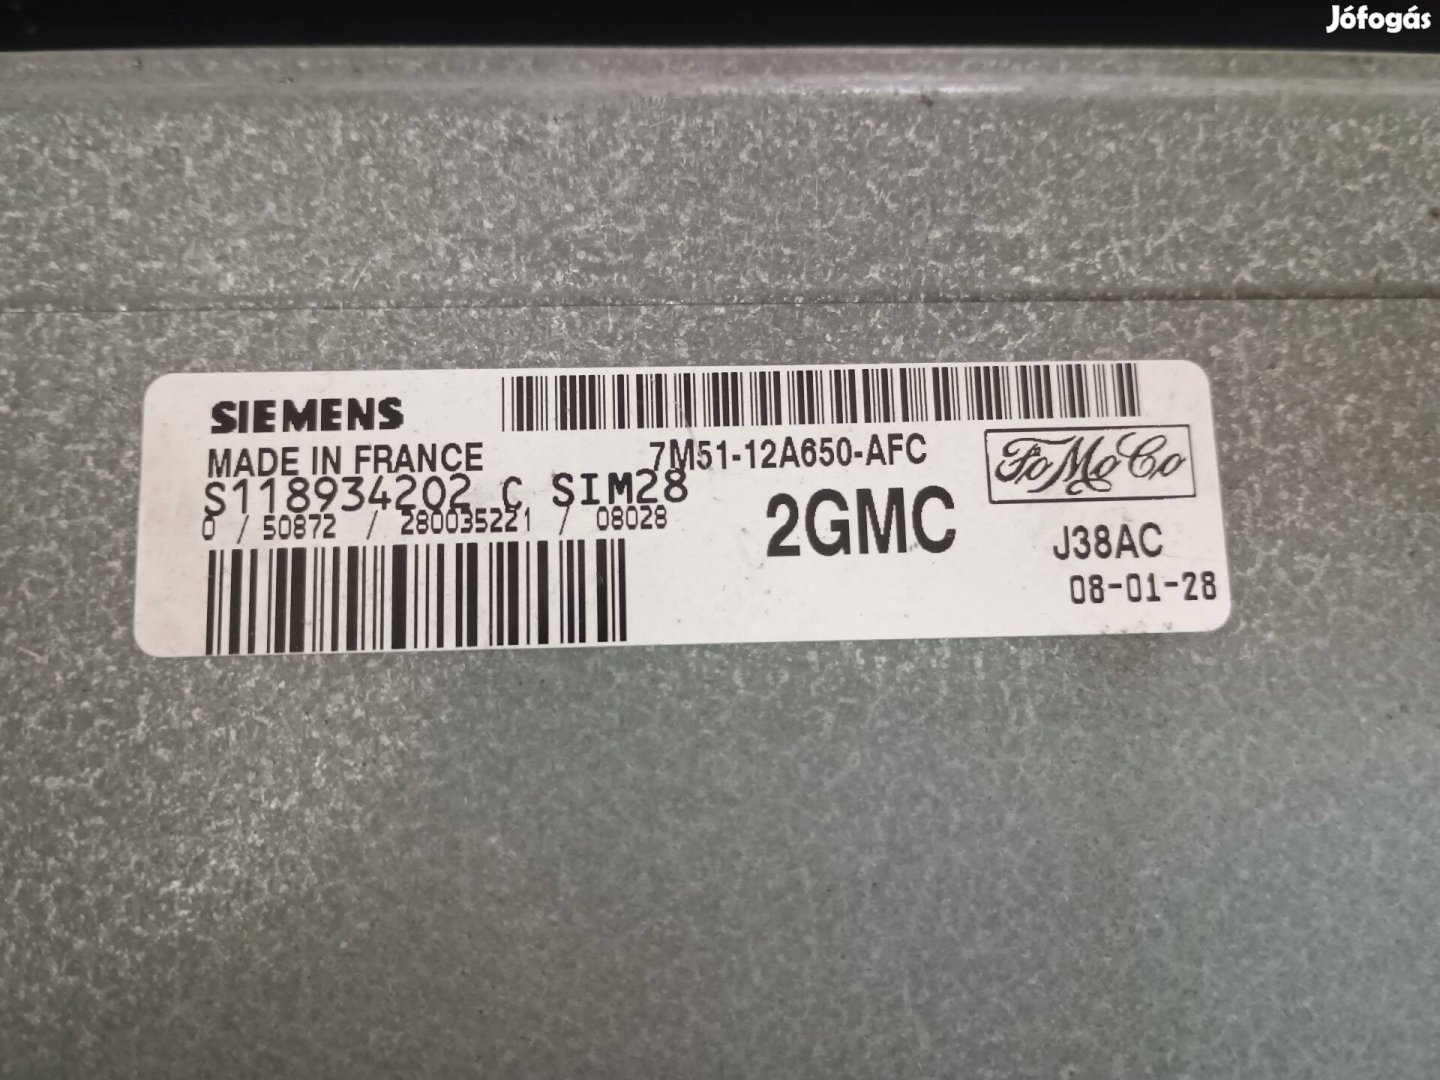 Jófogás
SIEMENS
MADE IN FRANCE
7M51-12A650-AFC
FoMoCo
S118934202 C SIM28
0 / 50872 / 280035221 / 08028
2GMC
J38AC
08-01-28